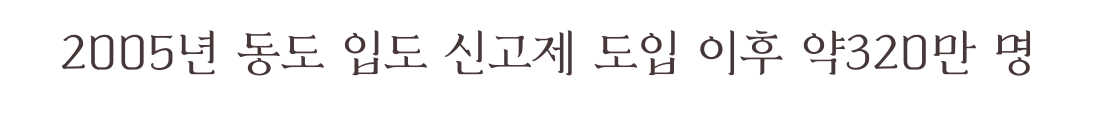 2005년 동도 입도 신고제 도입 이후 약320만 명